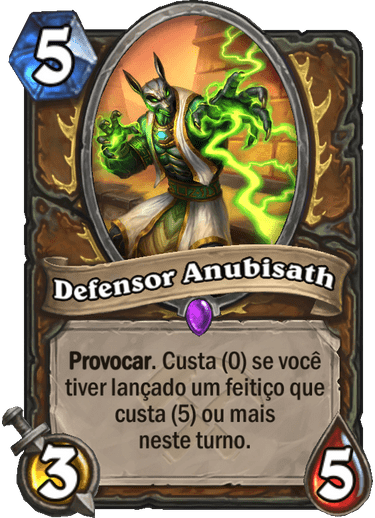 5
Defensor Anubisath
Provocar. Custa (0) se você
tiver lançado um feitiço que
custa (5) ou mais
neste turno.
3
5